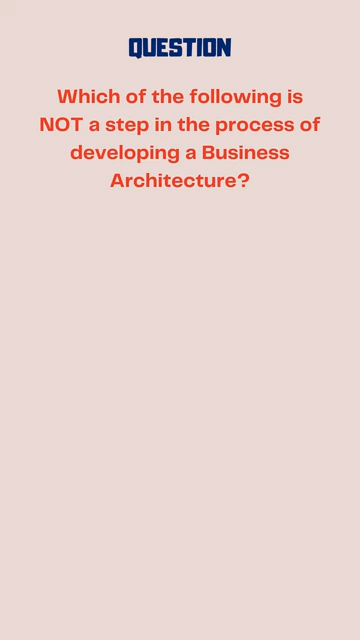 QUESTION
Which of the following is
NOT a step in the process of
developing a Business
Architecture?